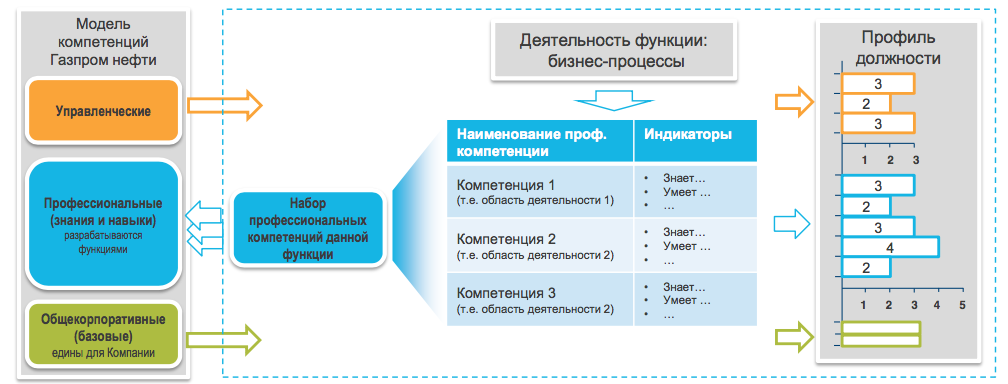 Модель
компетенций
Газпром нефти
Управленческие
Профессиональные
(знания и навыки)
разрабатываются
функциями
Общекорпоративные
(базовые)
едины для Компании
Набор
профессиональных
компетенций данной
функции
Деятельность функции:
бизнес-процессы
Наименование проф.
компетенции
Индикаторы
Компетенция 1
(т.е. область деятельности 1)
• Знает...
• Умеет ...
• ...
Компетенция 2
(т.е. область деятельности 2)
• Знает...
• Умеет ...
• ...
Компетенция 3
(т.е. область деятельности 2)
• Знает...
• Умеет ...
• ...
Профиль
должности
3
2
3
1 2 3
3
2
3
4
2
1 2 3 4 5